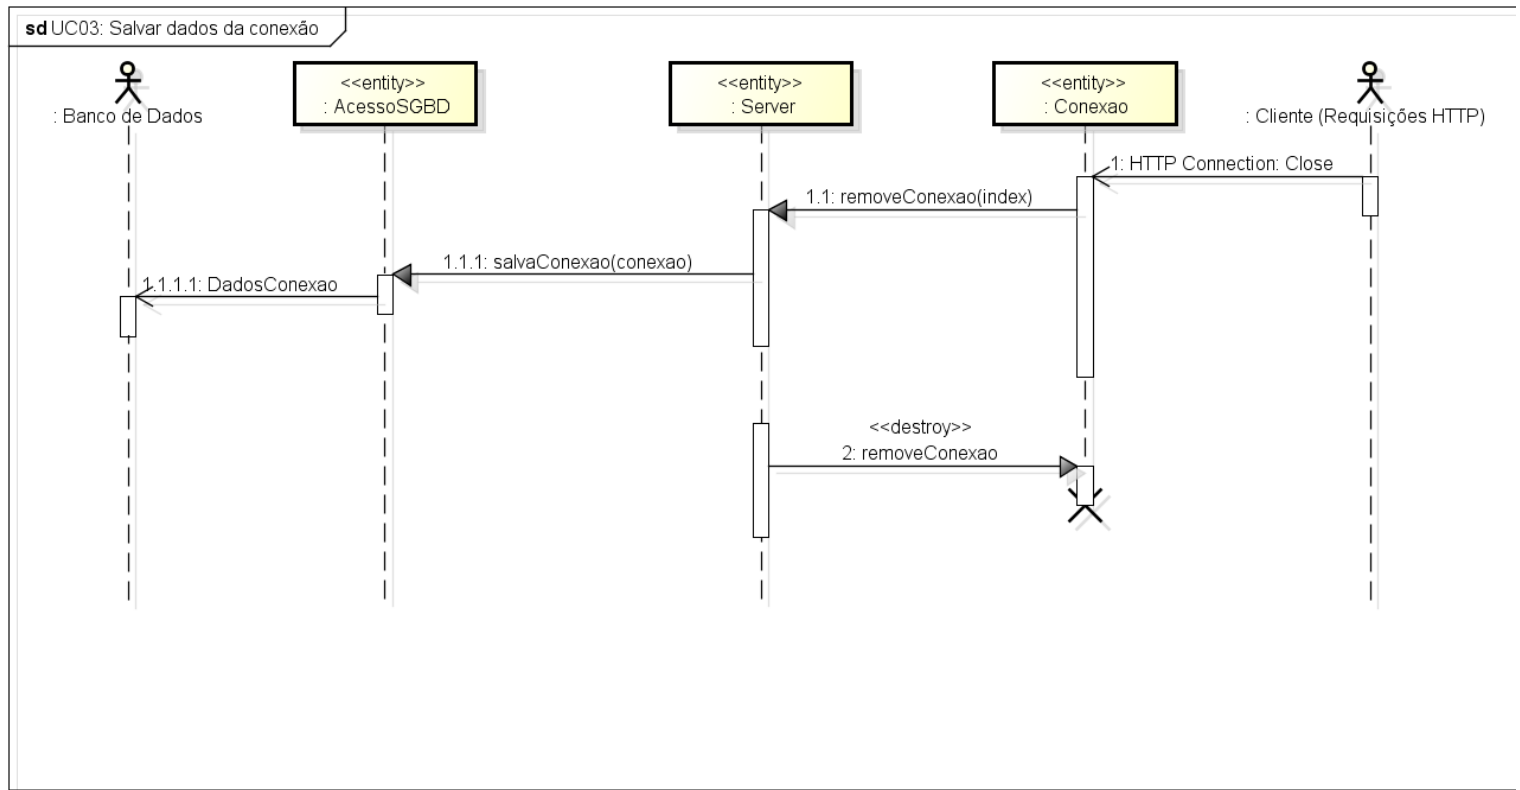 sd UC03: Salvar dados da conexão
: Banco de Dados
<<entity>>
: AcessoSGBD
<<entity>>
: Server
<<entity>>
: Conexao
: Cliente (Requisições HTTP)
1: HTTP Connection: Close
1.1: removeConexao(index)
1.1.1: salvaConexao(conexao)
1.1.1.1: DadosConexao
<<destroy>>
2: removeConexao